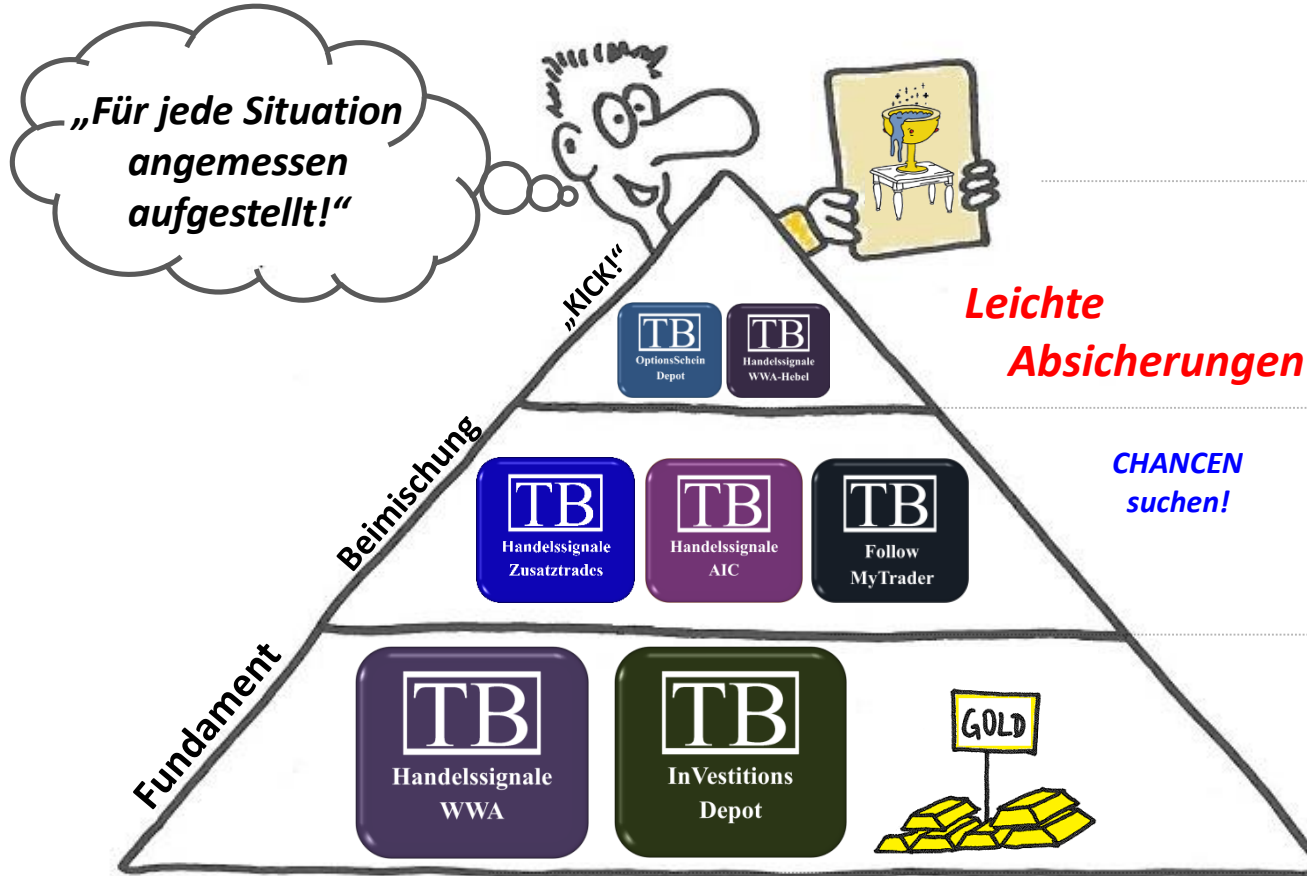 „Für jede Situation
angemessen
aufgestellt!“
„KICK!“
TB
OptionsSchein
Depot
TB
Handelssignale
WWA-Hebel
Leichte
Absicherungen
Beimischung
TB
Handelssignale
Zusatztrades
TB
Handelssignale
AIC
TB
Follow
MyTrader
CHANCEN
suchen!
Fundament
TB
Handelssignale
WWA
TB
InVestitions
Depot
GOLD